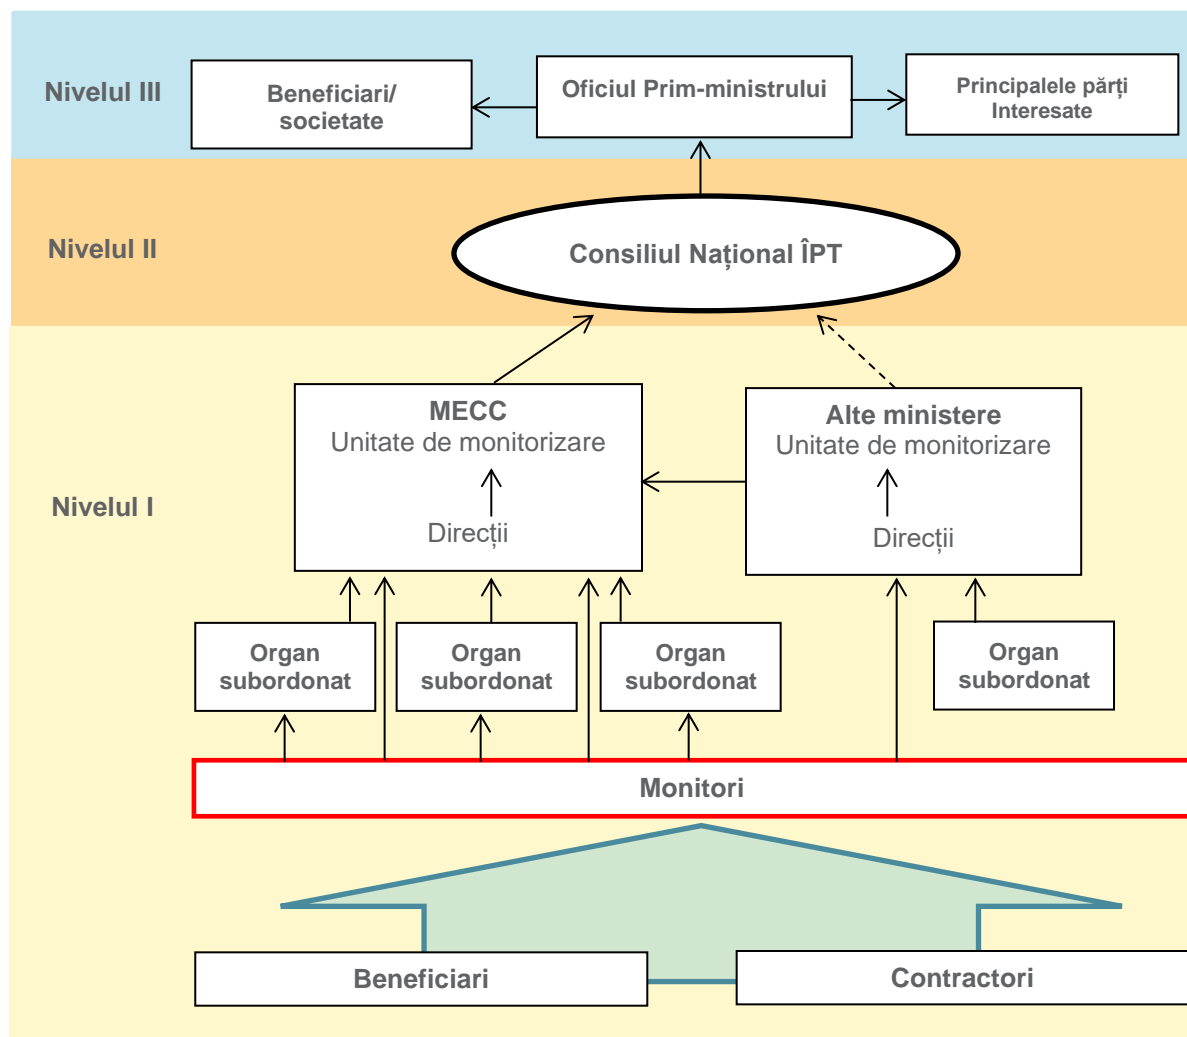 Nivelul III
Beneficiari/
societate
Oficiul Prim-ministrului
Principalele părți
Interesate
Nivelul II
Consiliul Național ÎPT
Nivelul I
MECC
Unitate de monitorizare
Direcții
Alte ministere
Unitate de monitorizare
Direcții
Organ
subordonat
Organ
subordonat
Organ
subordonat
Organ
subordonat
Monitori
Beneficiari
Contractori